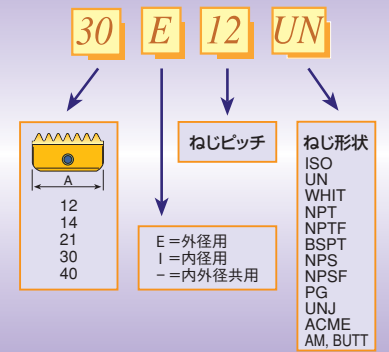 30 E 12 UN
A
12
14
21
30
40
E＝外径用
I＝内径用
−＝内外径共用
ねじピッチ
ねじ形状
ISO
UN
WHIT
NPT
NPTF
BSPT
NPS
NPSF
PG
UNJ
ACME
AM, BUTT